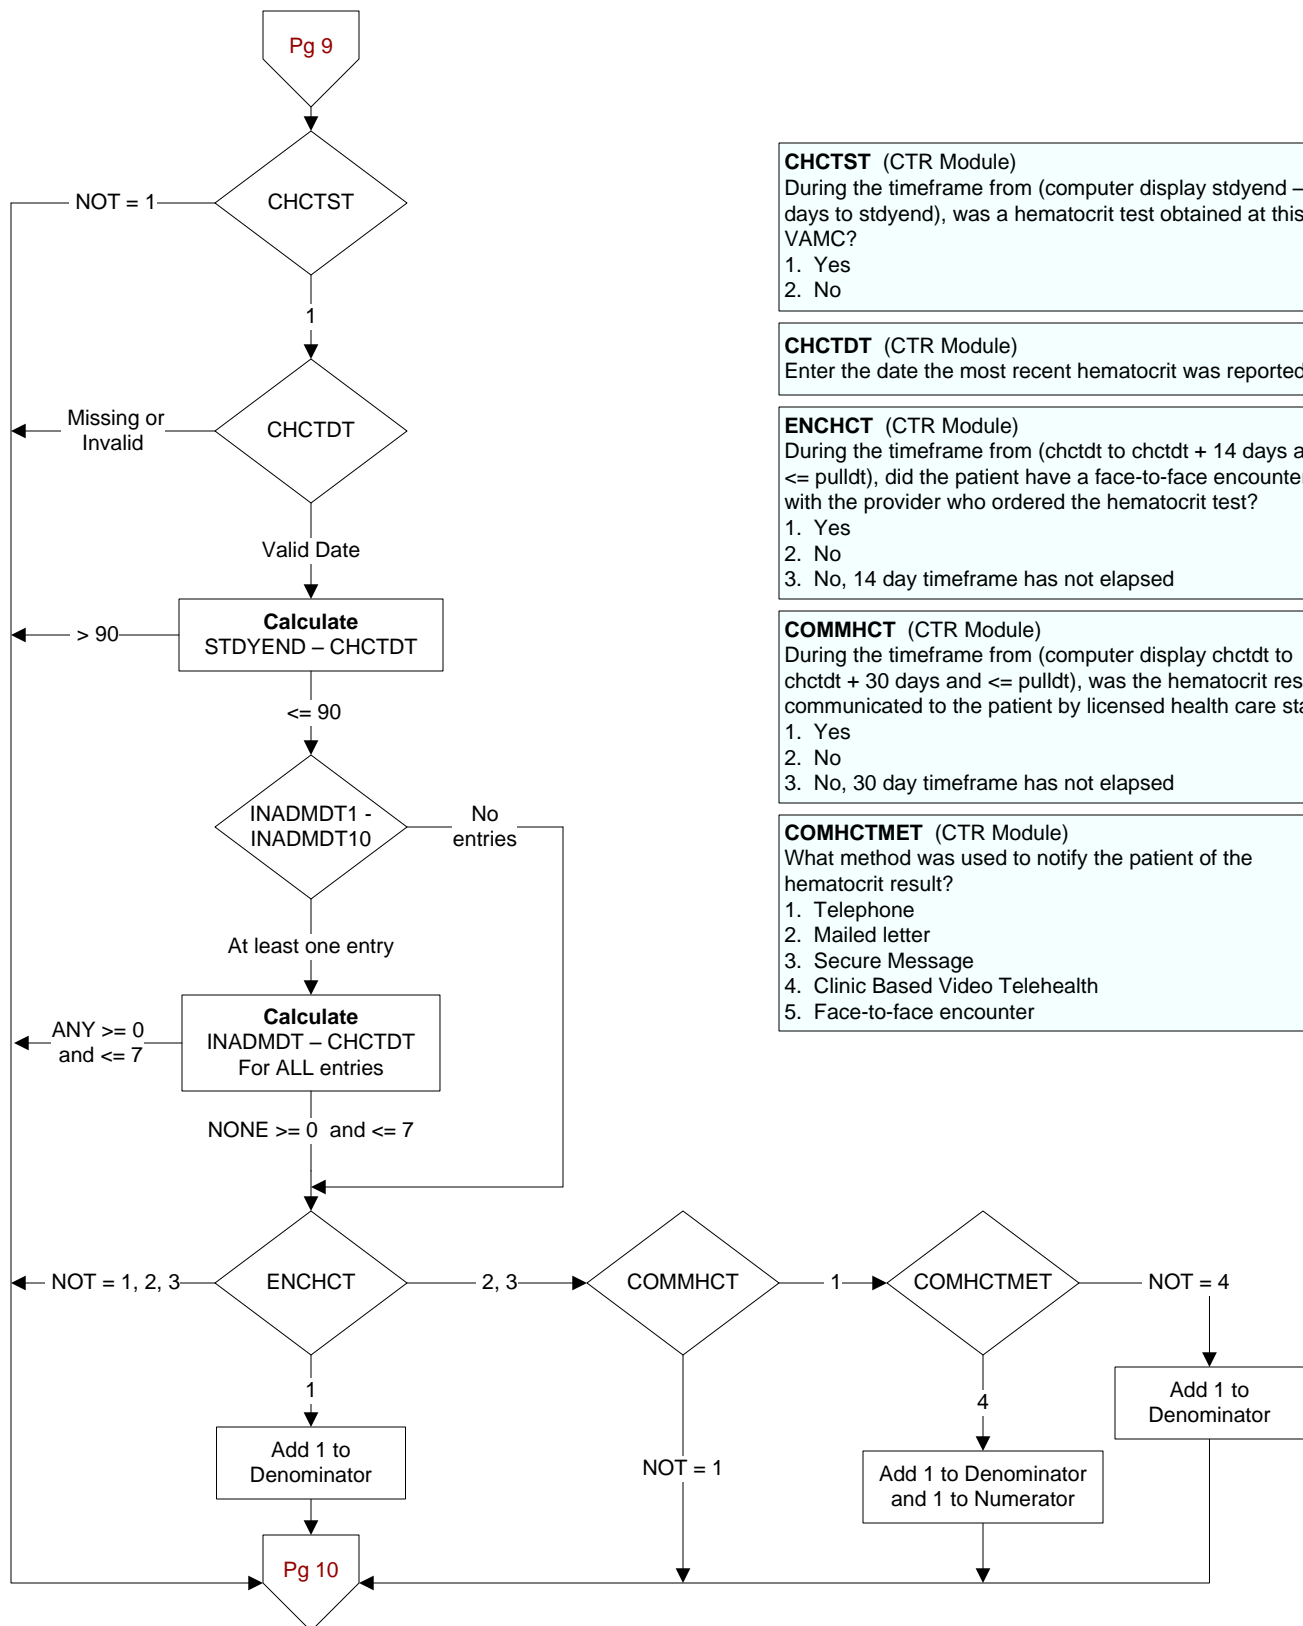 Pg 9
CHCTST
NOT = 1
1
CHCTDT
Missing or
Invalid
Valid Date
Calculate
STDYEND – CHCTDT
> 90
<= 90
INADMDT1 -
INADMDT10
No
entries
At least one entry
Calculate
INADMDT – CHCTDT
For ALL entries
ANY >= 0
and <= 7
NONE >= 0 and <= 7
ENCHCT
NOT = 1, 2, 3
2, 3
COMMHCT
1
COMHCTMET
NOT = 4
1
Add 1 to
Denominator
NOT = 1
4
Add 1 to Denominator
and 1 to Numerator
Add 1 to
Denominator
Pg 10
CHCTST (CTR Module)
During the timeframe from (computer display stdyend –
days to stdyend), was a hematocrit test obtained at this
VAMC?
1. Yes
2. No
CHCTDT (CTR Module)
Enter the date the most recent hematocrit was reported
ENCHCT (CTR Module)
During the timeframe from (chctdt to chctdt + 14 days
<= pulldt), did the patient have a face-to-face encounter
with the provider who ordered the hematocrit test?
1. Yes
2. No
3. No, 14 day timeframe has not elapsed
COMMHCT (CTR Module)
During the timeframe from (computer display chctdt to
chctdt + 30 days and <= pulldt), was the hematocrit
communicated to the patient by licensed health care
1. Yes
2. No
3. No, 30 day timeframe has not elapsed
COMHCTMET (CTR Module)
What method was used to notify the patient of the
hematocrit result?
1. Telephone
2. Mailed letter
3. Secure Message
4. Clinic Based Video Telehealth
5. Face-to-face encounter